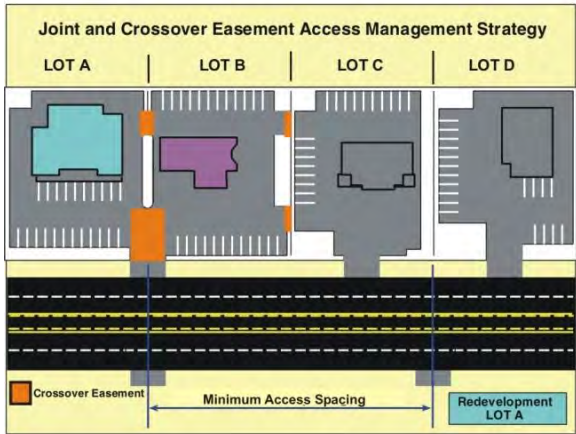 Joint and Crossover Easement Access Management Strategy
LOT A
LOT B
LOT C
LOT D
Crossover Easement
Minimum Access Spacing
Redevelopment
LOT A